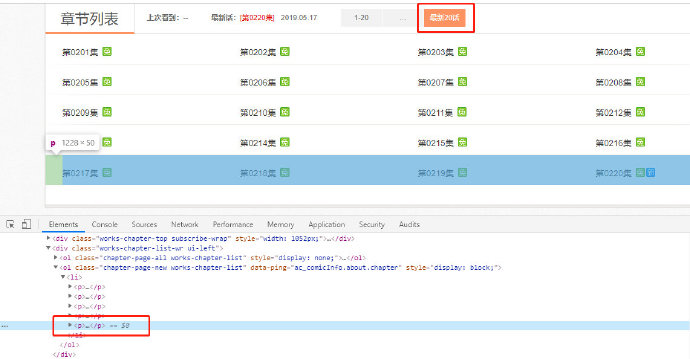 章节列表 上次看到：-- 最新话：[第0220集] 2019.05.17 1-20 ... 最新20话
第0201集 免 第0202集 免 第0203集 免 第0204集 免
第0205集 免 第0206集 免 第0207集 免 第0208集 免
第0209集 免 第0210集 免 第0211集 免 第0212集 免
p 1228 × 50 免 第0214集 免 第0215集 免 第0216集 免
第0217集 免 第0218集 免 第0219集 免 第0220集 免
Elements Console Sources Network Performance Memory Application Security Audits
▶<div class="works-chapter-top subscribe-wrap" style="width: 1052px;">…</div>
▼<div class="works-chapter-list-wr ui-left">
▶<ol class="chapter-page-all works-chapter-list" style="display: none;">…</ol>
▼<ol class="chapter-page-new works-chapter-list" data-ping="ac_comicInfo.about.chapter" style="display: block;">
▼<li>
▶<p>…</p>
▶<p>…</p>
▶<p>…</p>
▶<p>…</p>
… ▶<p>…</p> == $0
</li>
</ol>
</div>